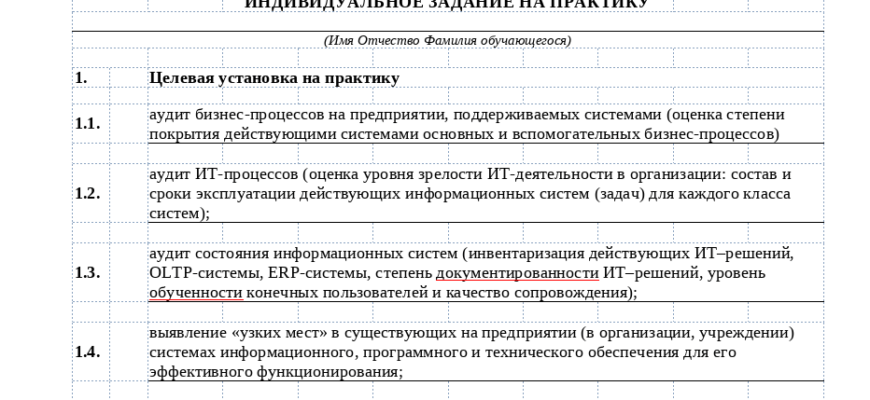 ИНДИВИДУАЛЬНОЕ ЗАДАНИЕ НА ПРАКТИКУ
(Имя Отчество Фамилия обучающегося)
1. Целевая установка на практику
1.1. аудит бизнес-процессов на предприятии, поддерживаемых системами (оценка степени
покрытия действующими системами основных и вспомогательных бизнес-процессов)
1.2. аудит ИТ-процессов (оценка уровня зрелости ИТ-деятельности в организации: состав и
сроки эксплуатации действующих информационных систем (задач) для каждого класса
систем);
1.3. аудит состояния информационных систем (инвентаризация действующих ИТ–решений,
OLTP-системы, ERP-системы, степень документированности ИТ–решений, уровень
обученности конечных пользователей и качество сопровождения);
1.4. выявление «узких мест» в существующих на предприятии (в организации, учреждении)
системах информационного, программного и технического обеспечения для его
эффективного функционирования;